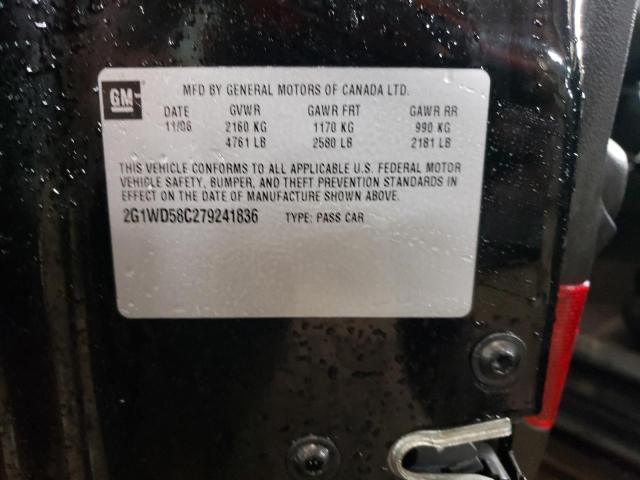 GM
MFD BY GENERAL MOTORS OF CANADA LTD.
DATE GVWR GAWR FRT GAWR RR
11/06 2160 KG 1170 KG 990 KG
4761 LB 2580 LB 2181 LB
THIS VEHICLE CONFORMS TO ALL APPLICABLE U.S. FEDERAL MOTOR
VEHICLE SAFETY, BUMPER, AND THEFT PREVENTION STANDARDS IN
EFFECT ON THE DATE OF MANUFACTURE SHOWN ABOVE.
2G1WD58C279241836 TYPE: PASS CAR